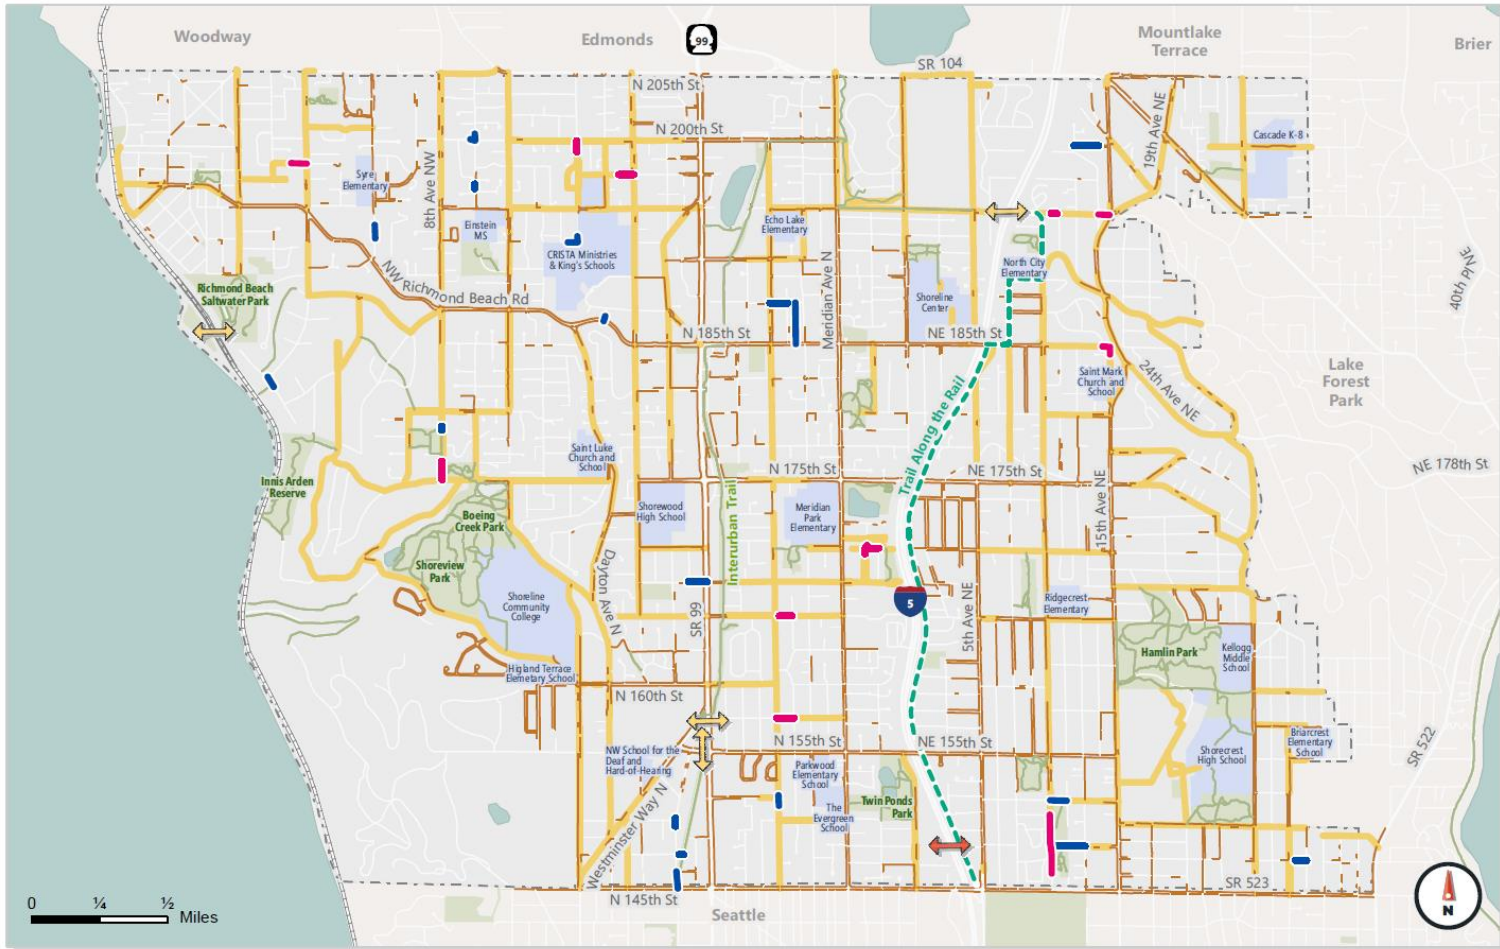 Woodway
Edmonds
99
Mountlake
Terrace
Brier
SR 104
N 205th St
N 200th St
19th Ave NE
Cascade K-8
Syre
Elementary
8th Ave NW
Einstein
MS
CRISTA Ministries
& King's Schools
Echo Lake
Elementary
Meridian Ave N
North City
Elementary
Shoreline
Center
40th Pl NE
Richmond Beach
Saltwater Park
NW Richmond Beach Rd
N 185th St
NE 185th St
Saint Mark
Church and
School
24th Ave NE
Lake
Forest
Park
Trail Along the Rail
Saint Luke
Church and
School
N 175th St
NE 175th St
NE 178th St
Innis Arden
Reserve
Boeing
Creek Park
Shorewood
High School
Interurban Trail
Meridian
Park
Elementary
15th Ave NE
Shoreview
Park
Dayton Ave N
Shoreline
Community
College
SR 99
5
5th Ave NE
Ridgecrest
Elementary
Higland Terrace
Elemetary School
Hamlin Park
Kellogg
Middle
School
N 160th St
N 155th St
NE 155th St
NW School for the
Deaf and
Hard-of-Hearing
Parkwood
Elementary
School
The
Evergreen
School
Twin Ponds
Park
Shorecrest
High School
Briarcrest
Elementary
School
SR 522
Westminster Way N
N 145th St
SR 523
Seattle
0 ¼ ½
Miles
N